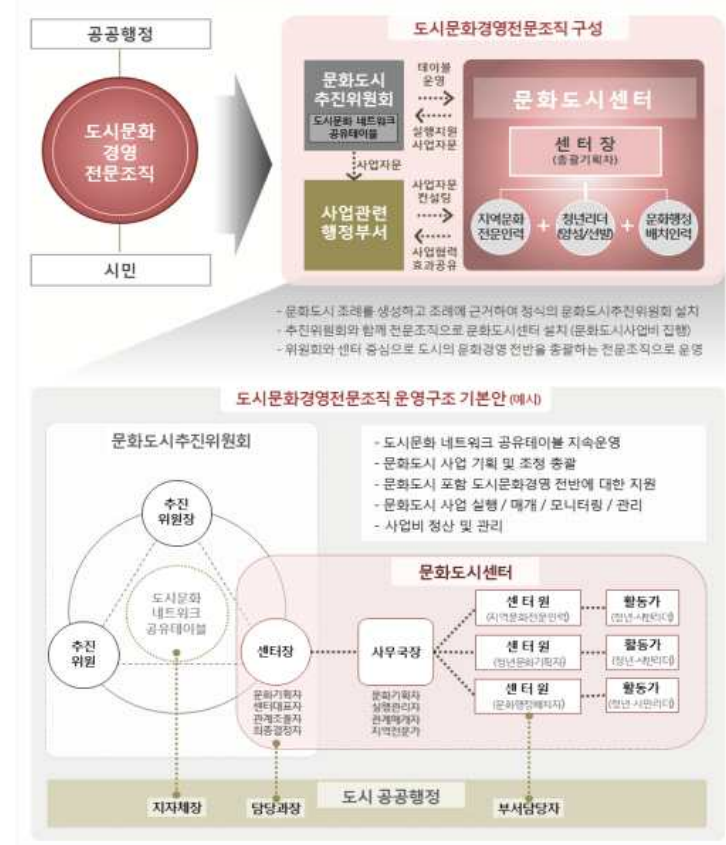 공공행정
도시문화
경영
전문조직
시민
도시문화경영전문조직 구성
문화도시
추진위원회
도시문화 네트워크
공유테이블
테이블
운영
실행지원
사업자문
사업자문
사업관련
행정부서
사업자문
컨설팅
사업협력
효과공유
문화도시센터
센 터 장
(총괄기획자)
지역문화
전문인력
+
청년리더
(양성/선발)
+
문화행정
배치인력
- 문화도시 조례를 생성하고 조례에 근거하여 정식의 문화도시추진위원회 설치
- 추진위원회와 함께 전문조직으로 문화도시센터 설치 (문화도시사업비 집행)
- 위원회와 센터 중심으로 도시의 문화경영 전반을 총괄하는 전문조직으로 운영
도시문화경영전문조직 운영구조 기본안 (예시)
문화도시추진위원회
추진
위원장
도시문화
네트워크
공유테이블
추진
위원
- 도시문화 네트워크 공유테이블 지속운영
- 문화도시 사업 기획 및 조정 총괄
- 문화도시 포함 도시문화경영 전반에 대한 지원
- 문화도시 사업 실행 / 매개 / 모니터링 / 관리
- 사업비 정산 및 관리
문화도시센터
센터장
문화기획자
센터대표자
관계조율자
최종결정자
사무국장
문화기획자
실행관리자
관계매개자
지역전문가
센 터 원
(지역문화전문인력)
활동가
(청년·시민리더)
센 터 원
(청년문화기획자)
활동가
(청년·시민리더)
센 터 원
(문화행정배치자)
활동가
(청년·시민리더)
도시 공공행정
지자체장
담당과장
부서담당자